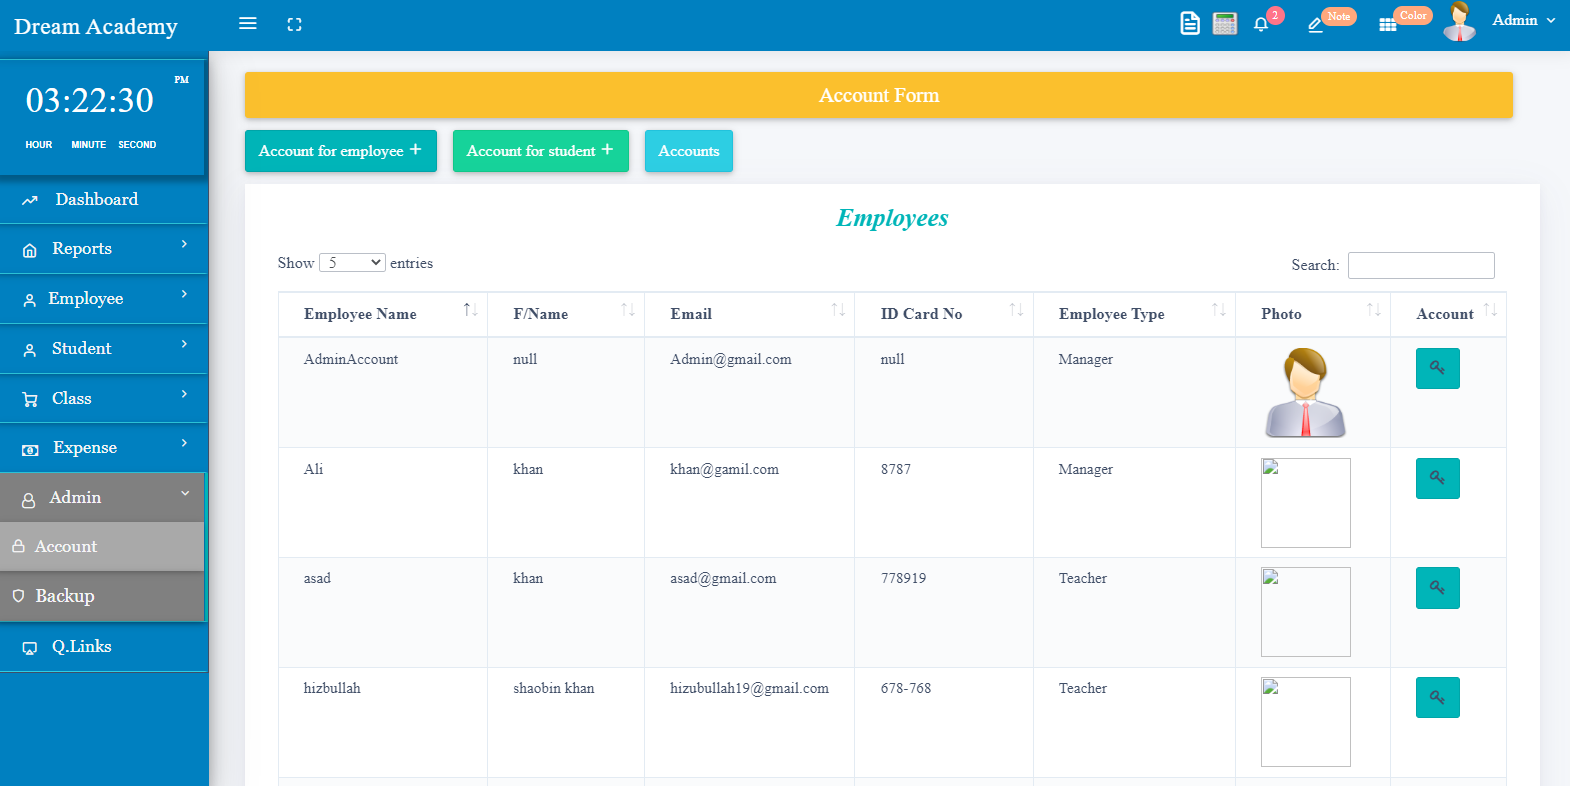 Dream Academy
2
Note
Color
Admin
PM
03:22:30
HOUR MINUTE SECOND
Dashboard
Reports
Employee
Student
Class
Expense
Admin
Account
Backup
Q.Links
Account Form
Account for employee +
Account for student +
Accounts
Employees
Show 5 entries
Search:
Employee Name F/Name Email ID Card No Employee Type Photo Account
AdminAccount null Admin@gmail.com null Manager
Ali khan khan@gamil.com 8787 Manager
asad khan asad@gmail.com 778919 Teacher
hizbullah shaobin khan hizubullah19@gmail.com 678-768 Teacher